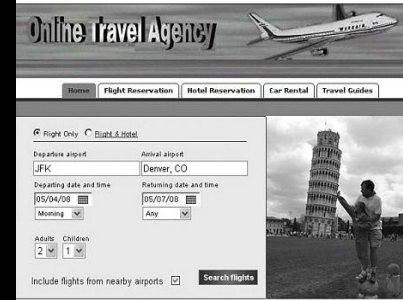 Online Travel Agency
Home Flight Reservation Hotel Reservation Car Rental Travel Guides
Flight Only Flight & Hotel
Departure airport Arrival airport
JFK Denver, CO
Departing date and time Returning date and time
05/04/08 05/07/08
Morning Any
Adults Children
2 1
Include flights from nearby airports Search flights